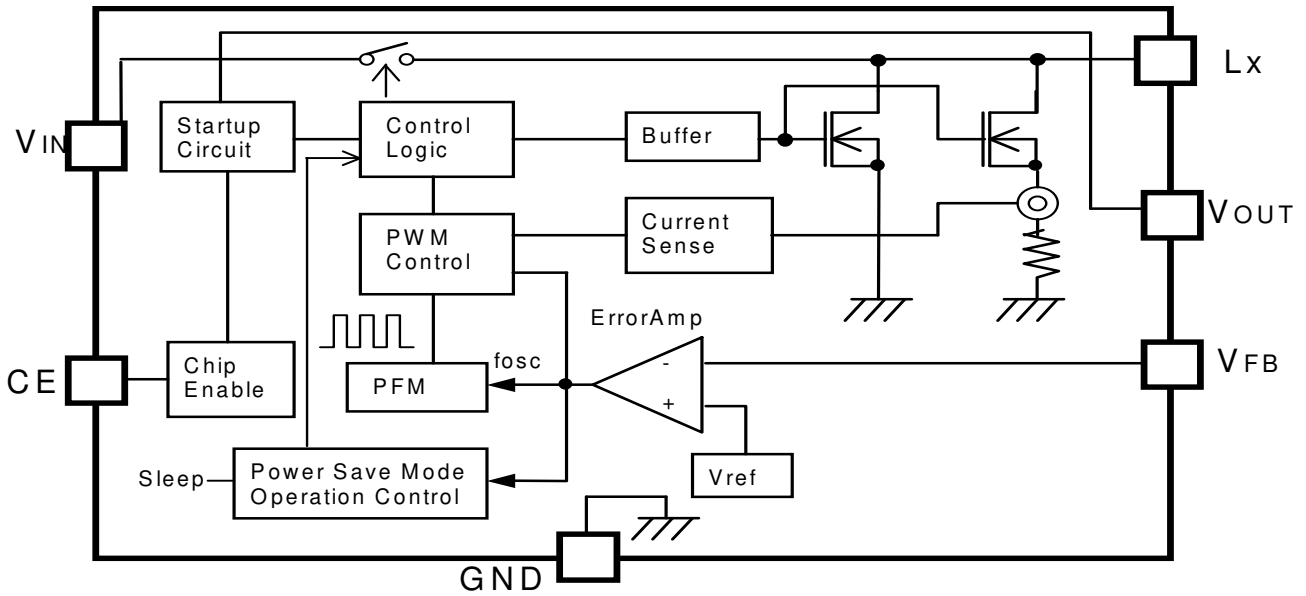 Lx
VIN
Startup
Circuit
Control
Logic
Buffer
VOUT
PWM
Control
Current
Sense
ErrorAmp
VFB
CE
Chip
Enable
PFM
fosc
-
+
Vref
Sleep
Power Save Mode
Operation Control
GND